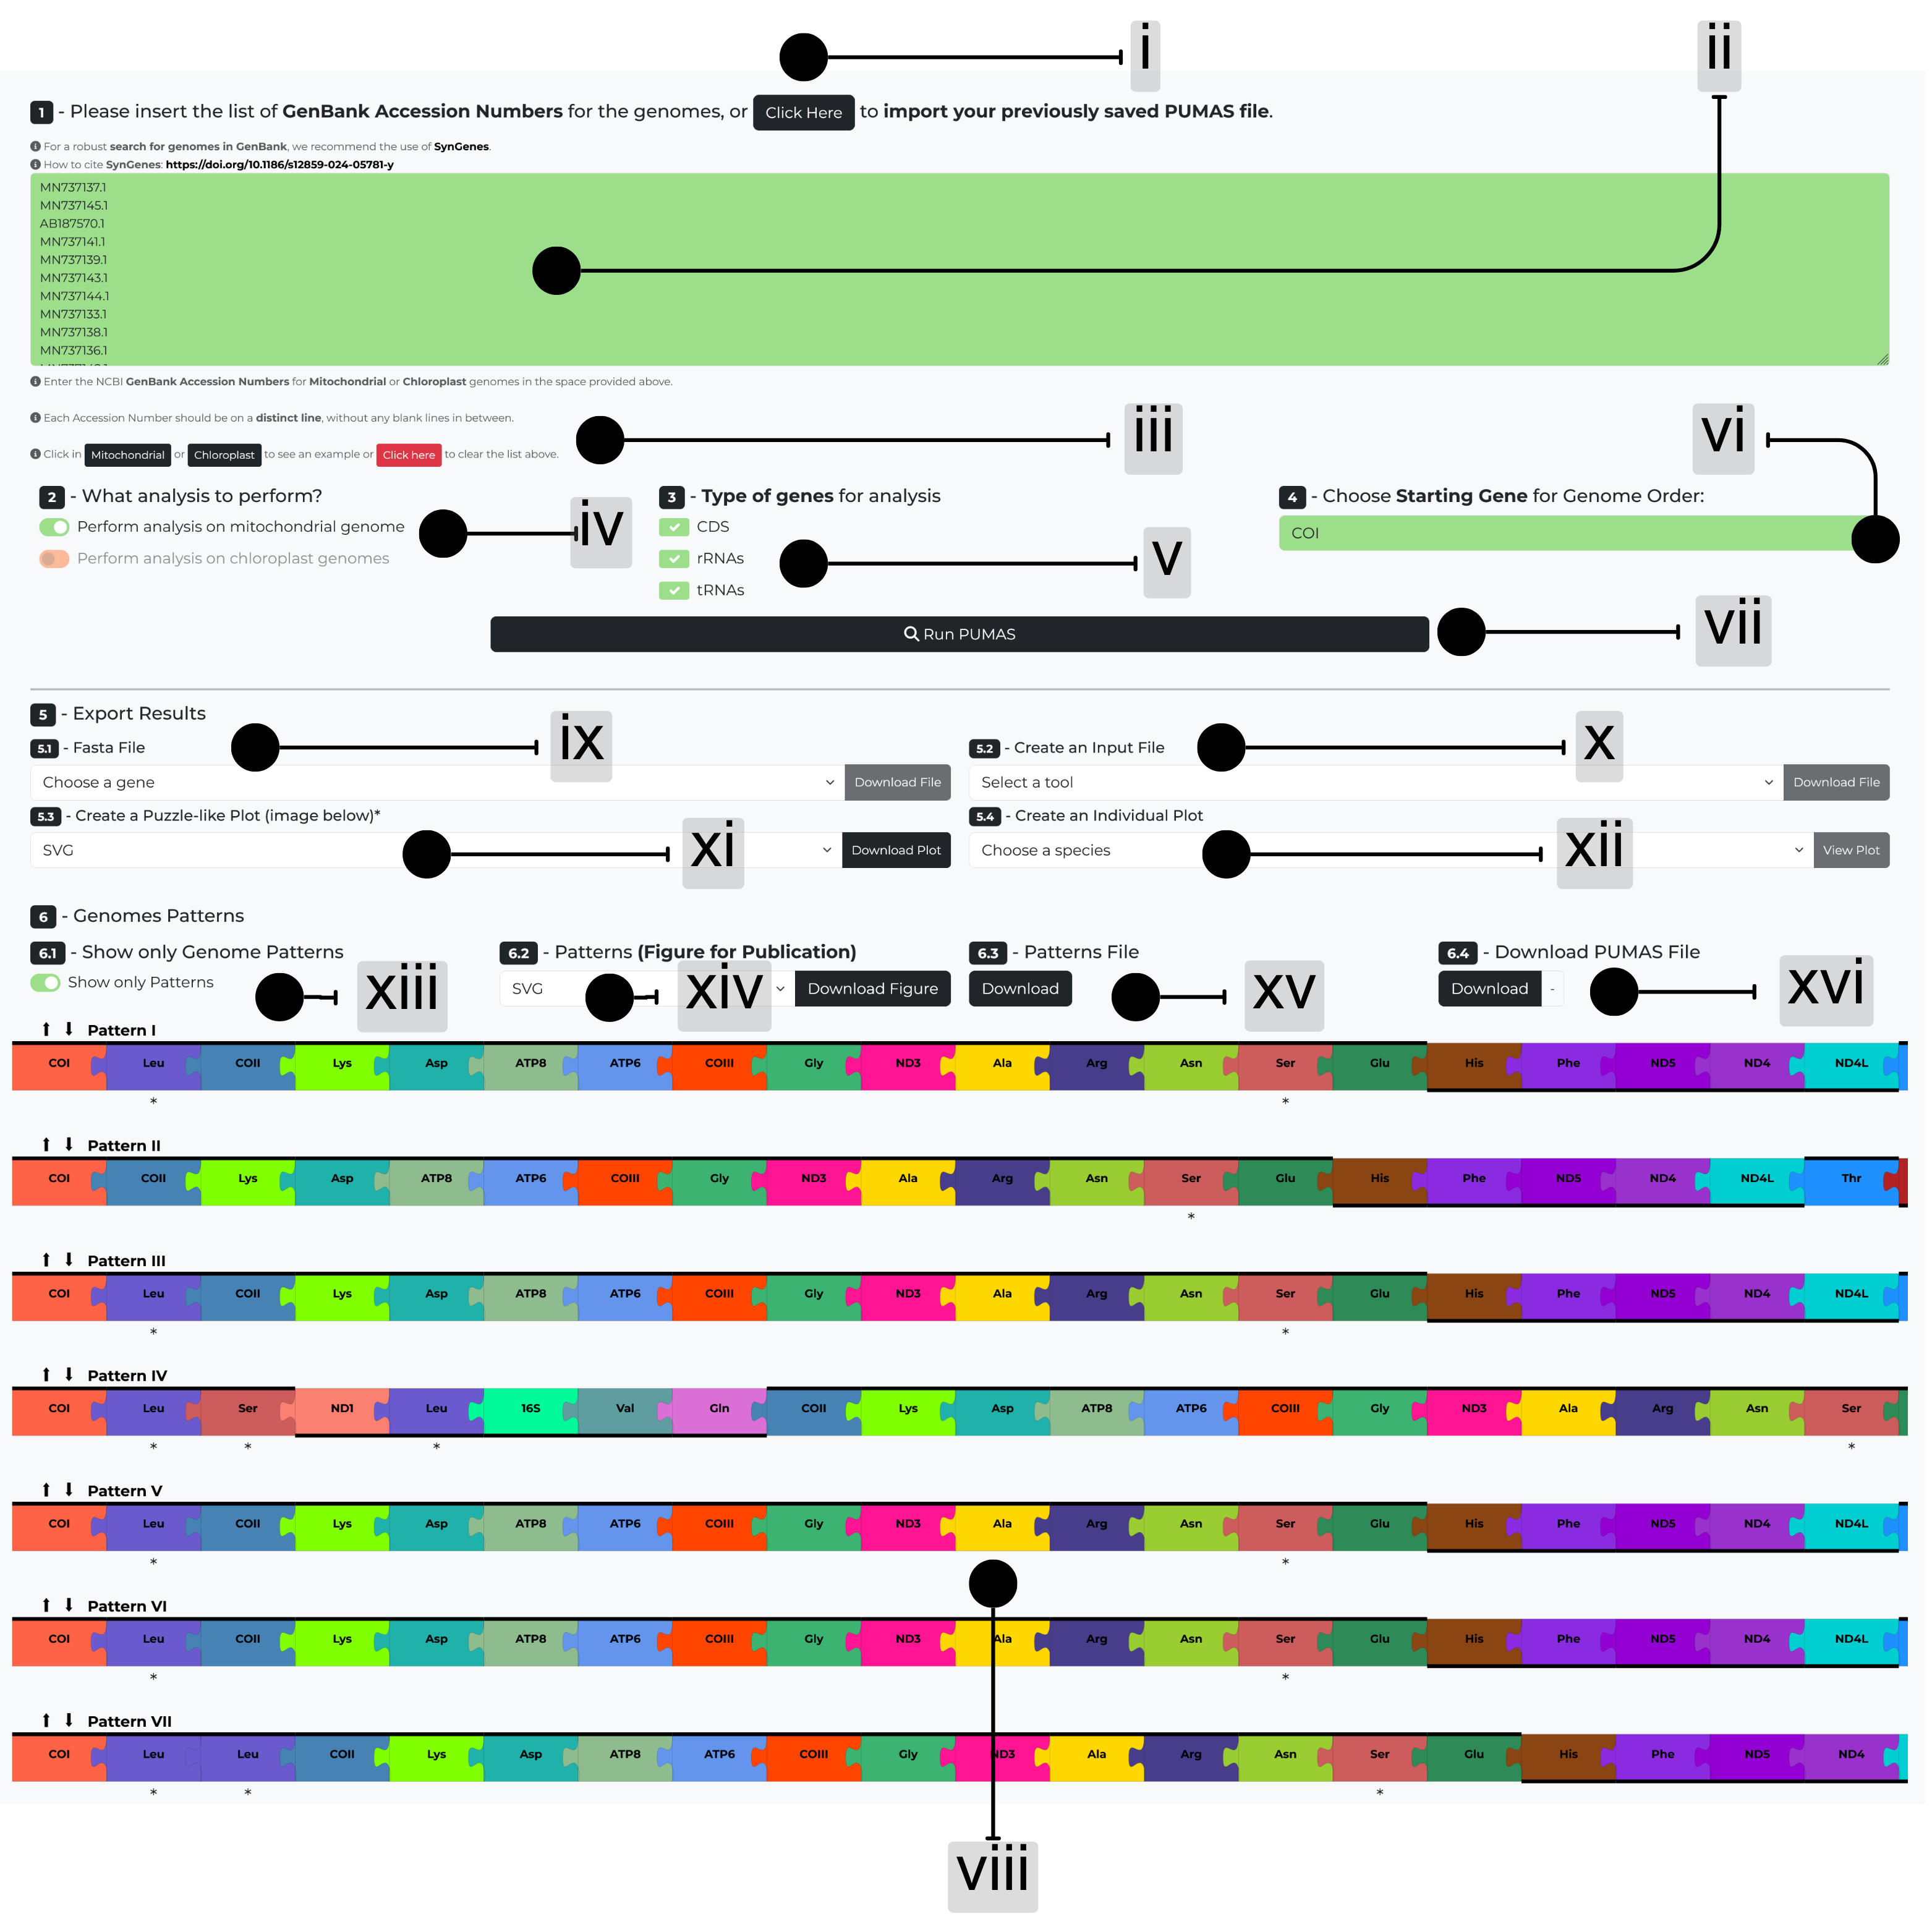 i
ii
1 - Please insert the list of GenBank Accession Numbers for the genomes, or Click Here to import your previously saved PUMAS file.
For a robust search for genomes in GenBank, we recommend the use of SynGenes.
How to cite SynGenes: https://doi.org/10.1186/s12859-024-05781-y
MN737137.1
MN737145.1
AB187570.1
MN737141.1
MN737139.1
MN737143.1
MN737144.1
MN737133.1
MN737138.1
MN737136.1
Enter the NCBI GenBank Accession Numbers for Mitochondrial or Chloroplast genomes in the space provided above.
Each Accession Number should be on a distinct line, without any blank lines in between.
iii
vi
Click in Mitochondrial or Chloroplast to see an example or Click here to clear the list above.
2 - What analysis to perform?
Perform analysis on mitochondrial genome
Perform analysis on chloroplast genomes
iv
3 - Type of genes for analysis
CDS
rRNAs
tRNAs
v
4 - Choose Starting Gene for Genome Order:
COI
Run PUMAS
vii
5 - Export Results
5.1 - Fasta File
ix
Choose a gene
Download File
5.2 - Create an Input File
x
Select a tool
Download File
5.3 - Create a Puzzle-like Plot (image below)*
SVG
xi
Download Plot
5.4 - Create an Individual Plot
Choose a species
xii
View Plot
6 - Genomes Patterns
6.1 - Show only Genome Patterns
Show only Patterns
xiii
6.2 - Patterns (Figure for Publication)
SVG
xiv
Download Figure
6.3 - Patterns File
Download
xv
6.4 - Download PUMAS File
Download -
xvi
⬆ ⬇ Pattern I
COI Leu COII Lys Asp ATP8 ATP6 COIII Gly ND3 Ala Arg Asn Ser Glu His Phe ND5 ND4 ND4L
* *
⬆ ⬇ Pattern II
COI COII Lys Asp ATP8 ATP6 COIII Gly ND3 Ala Arg Asn Ser Glu His Phe ND5 ND4 ND4L Thr
*
⬆ ⬇ Pattern III
COI Leu COII Lys Asp ATP8 ATP6 COIII Gly ND3 Ala Arg Asn Ser Glu His Phe ND5 ND4 ND4L
* *
⬆ ⬇ Pattern IV
COI Leu Ser ND1 Leu 16S Val Gln COII Lys Asp ATP8 ATP6 COIII Gly ND3 Ala Arg Asn Ser
* * * *
⬆ ⬇ Pattern V
COI Leu COII Lys Asp ATP8 ATP6 COIII Gly ND3 Ala Arg Asn Ser Glu His Phe ND5 ND4 ND4L
* *
⬆ ⬇ Pattern VI
COI Leu COII Lys Asp ATP8 ATP6 COIII Gly ND3 Ala Arg Asn Ser Glu His Phe ND5 ND4 ND4L
* *
⬆ ⬇ Pattern VII
COI Leu Leu COII Lys Asp ATP8 ATP6 COIII Gly ND3 Ala Arg Asn Ser Glu His Phe ND5 ND4
* * *
viii